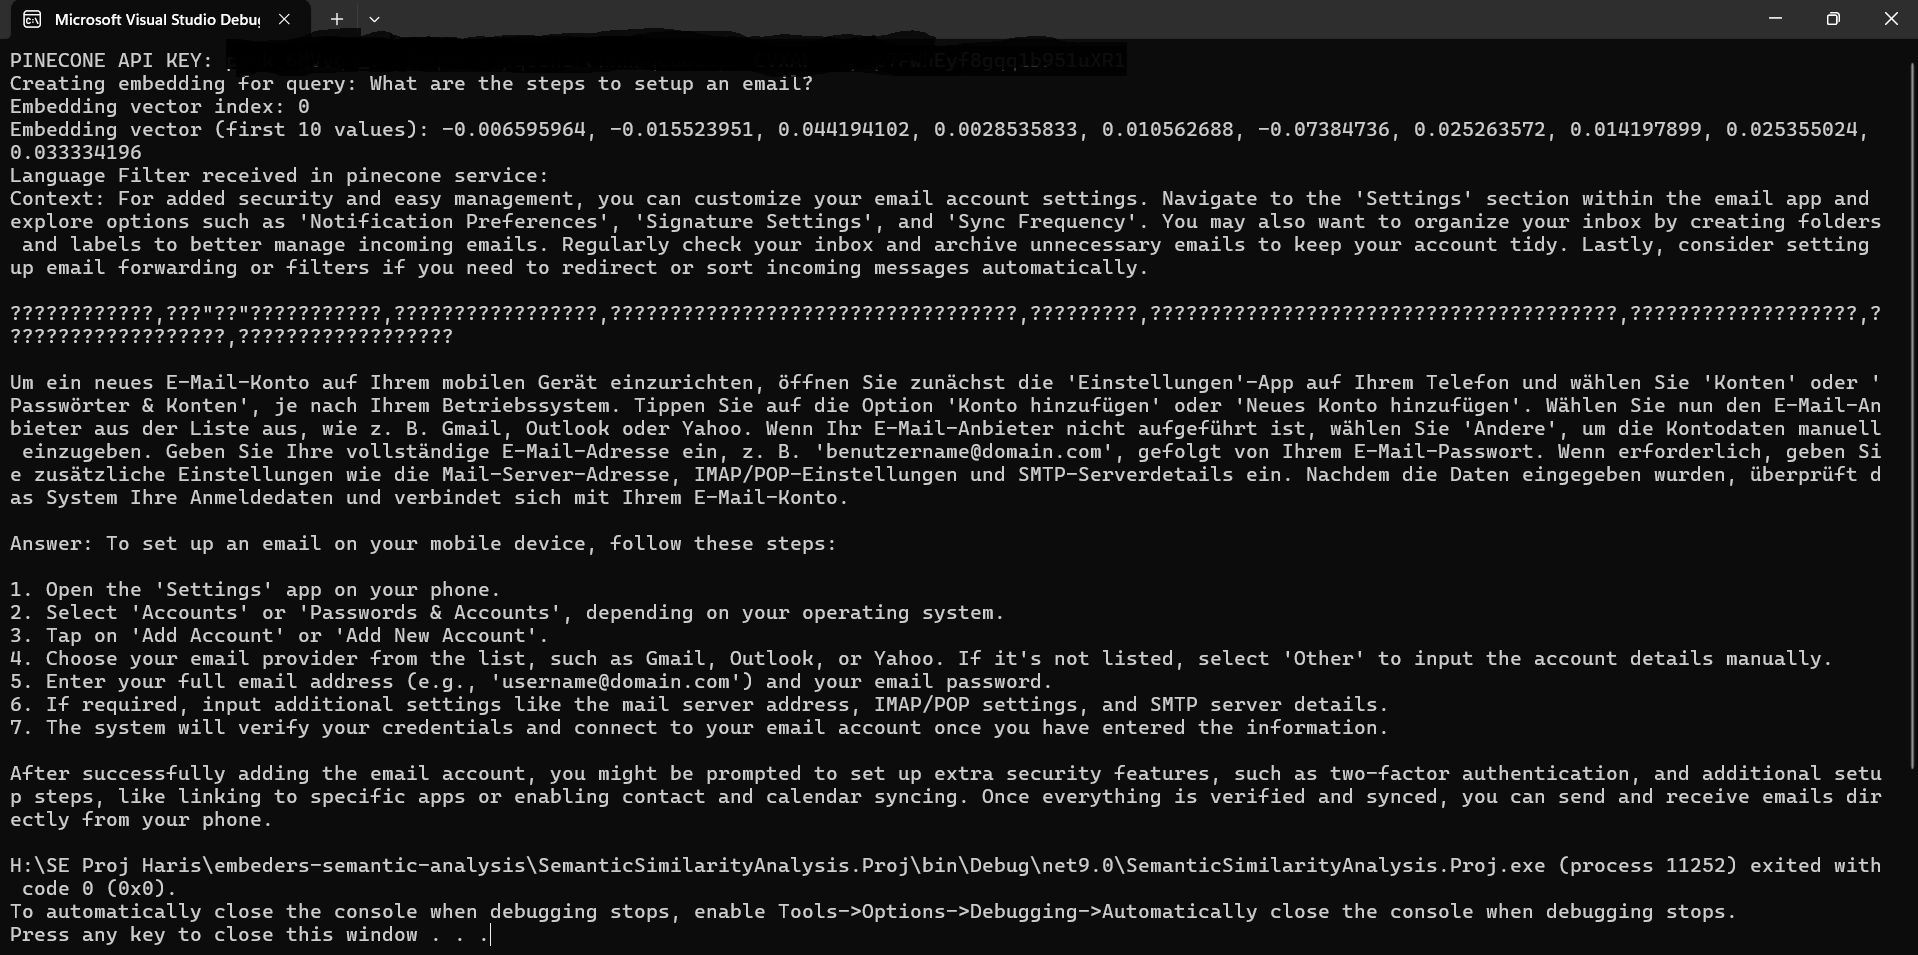 Microsoft Visual Studio Debug
PINECONE API KEY:
Creating embedding for query: What are the steps to setup an email?
Embedding vector index: 0
Embedding vector (first 10 values): -0.006595964, -0.015523951, 0.044194102, 0.0028535833, 0.010562688, -0.07384736, 0.025263572, 0.014197899, 0.025355024,
0.033334196
Language Filter received in pinecone service:
Context: For added security and easy management, you can customize your email account settings. Navigate to the 'Settings' section within the email app and
explore options such as 'Notification Preferences', 'Signature Settings', and 'Sync Frequency'. You may also want to organize your inbox by creating folders
and labels to better manage incoming emails. Regularly check your inbox and archive unnecessary emails to keep your account tidy. Lastly, consider setting
up email forwarding or filters if you need to redirect or sort incoming messages automatically.
????????????,???"??"???????????,?????????????????,??????????????????????????????????,?????????,???????????????????????????????????????,???????????????????,?
??????????????????,??????????????????
Um ein neues E-Mail-Konto auf Ihrem mobilen Gerät einzurichten, öffnen Sie zunächst die 'Einstellungen'-App auf Ihrem Telefon und wählen Sie 'Konten' oder '
Passwörter & Konten', je nach Ihrem Betriebssystem. Tippen Sie auf die Option 'Konto hinzufügen' oder 'Neues Konto hinzufügen'. Wählen Sie nun den E-Mail-An
bieter aus der Liste aus, wie z. B. Gmail, Outlook oder Yahoo. Wenn Ihr E-Mail-Anbieter nicht aufgeführt ist, wählen Sie 'Andere', um die Kontodaten manuell
einzugeben. Geben Sie Ihre vollständige E-Mail-Adresse ein, z. B. 'benutzername@domain.com', gefolgt von Ihrem E-Mail-Passwort. Wenn erforderlich, geben Si
e zusätzliche Einstellungen wie die Mail-Server-Adresse, IMAP/POP-Einstellungen und SMTP-Serverdetails ein. Nachdem die Daten eingegeben wurden, überprüft d
as System Ihre Anmeldedaten und verbindet sich mit Ihrem E-Mail-Konto.
Answer: To set up an email on your mobile device, follow these steps:
1. Open the 'Settings' app on your phone.
2. Select 'Accounts' or 'Passwords & Accounts', depending on your operating system.
3. Tap on 'Add Account' or 'Add New Account'.
4. Choose your email provider from the list, such as Gmail, Outlook, or Yahoo. If it's not listed, select 'Other' to input the account details manually.
5. Enter your full email address (e.g., 'username@domain.com') and your email password.
6. If required, input additional settings like the mail server address, IMAP/POP settings, and SMTP server details.
7. The system will verify your credentials and connect to your email account once you have entered the information.
After successfully adding the email account, you might be prompted to set up extra security features, such as two-factor authentication, and additional setu
p steps, like linking to specific apps or enabling contact and calendar syncing. Once everything is verified and synced, you can send and receive emails dir
ectly from your phone.
H:\SE Proj Haris\embeders-semantic-analysis\SemanticSimilarityAnalysis.Proj\bin\Debug\net9.0\SemanticSimilarityAnalysis.Proj.exe (process 11252) exited with
code 0 (0x0).
To automatically close the console when debugging stops, enable Tools->Options->Debugging->Automatically close the console when debugging stops.
Press any key to close this window . . .